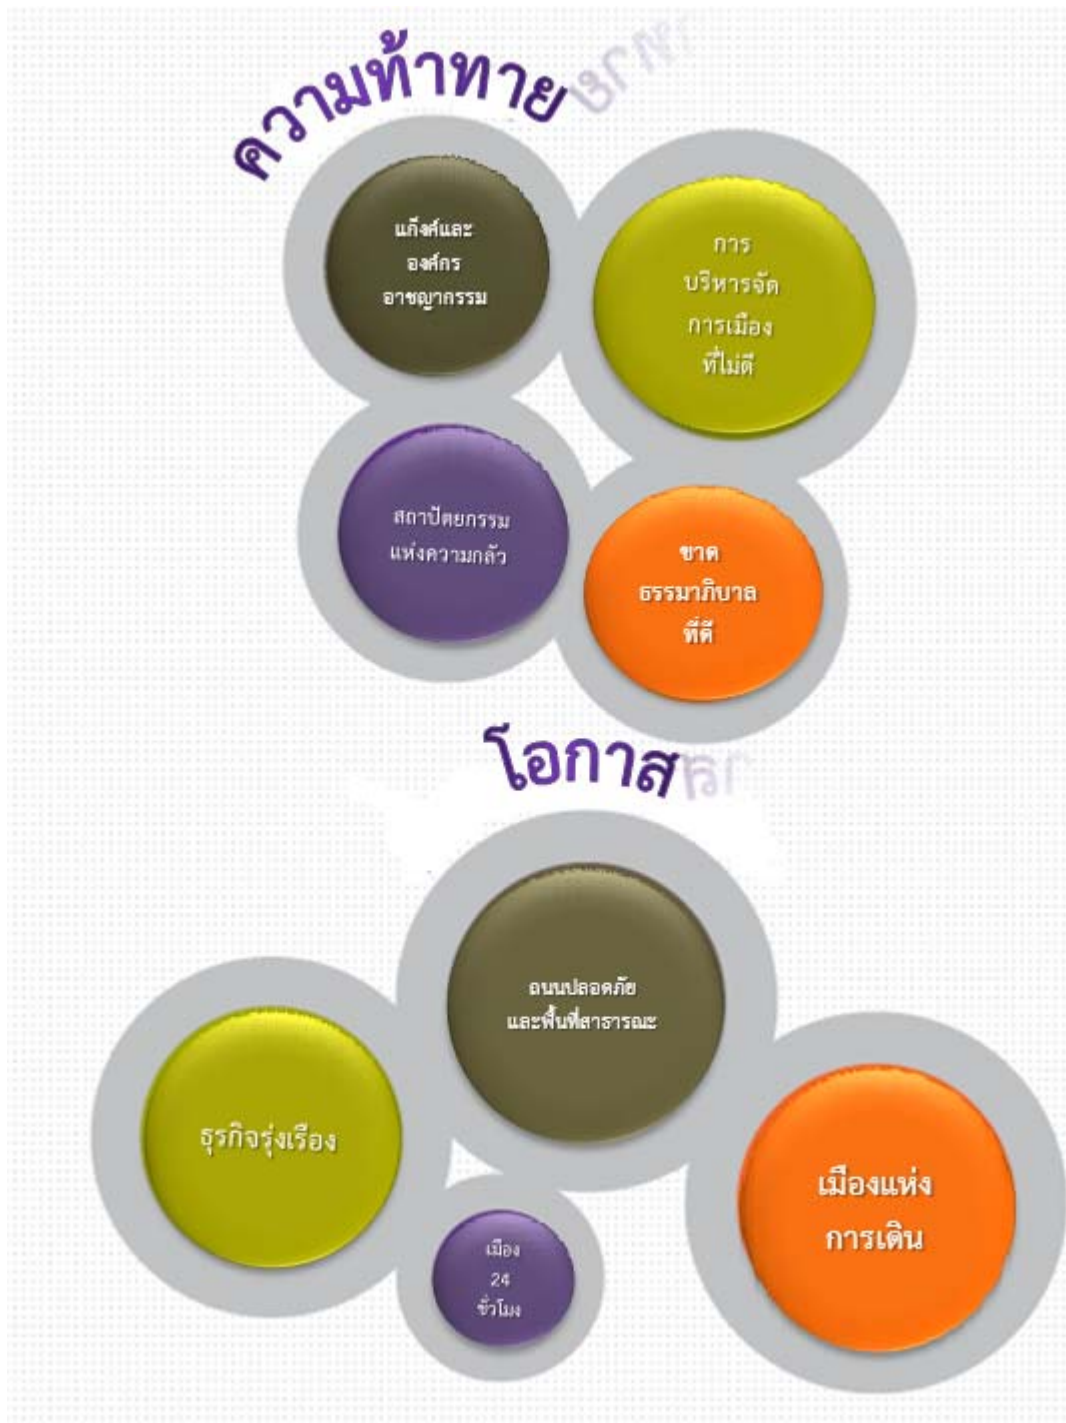 ความท้าทาย
แก๊งศ์และ
องศ์กร
อาชญากรรม
การ
บริหารจัด
การเมือง
ที่ไม่ดี
สถาปัตยกรรม
แห่งความกลัว
ขาด
ธรรมาภิบาล
ที่ดี
โอกาส
ถนนปลอดภัย
และพื้นที่สาธารณะ
ธุรกิจรุ่งเรือง
เมืองแห่ง
การเดิน
เมือง
24
ชั่วโมง